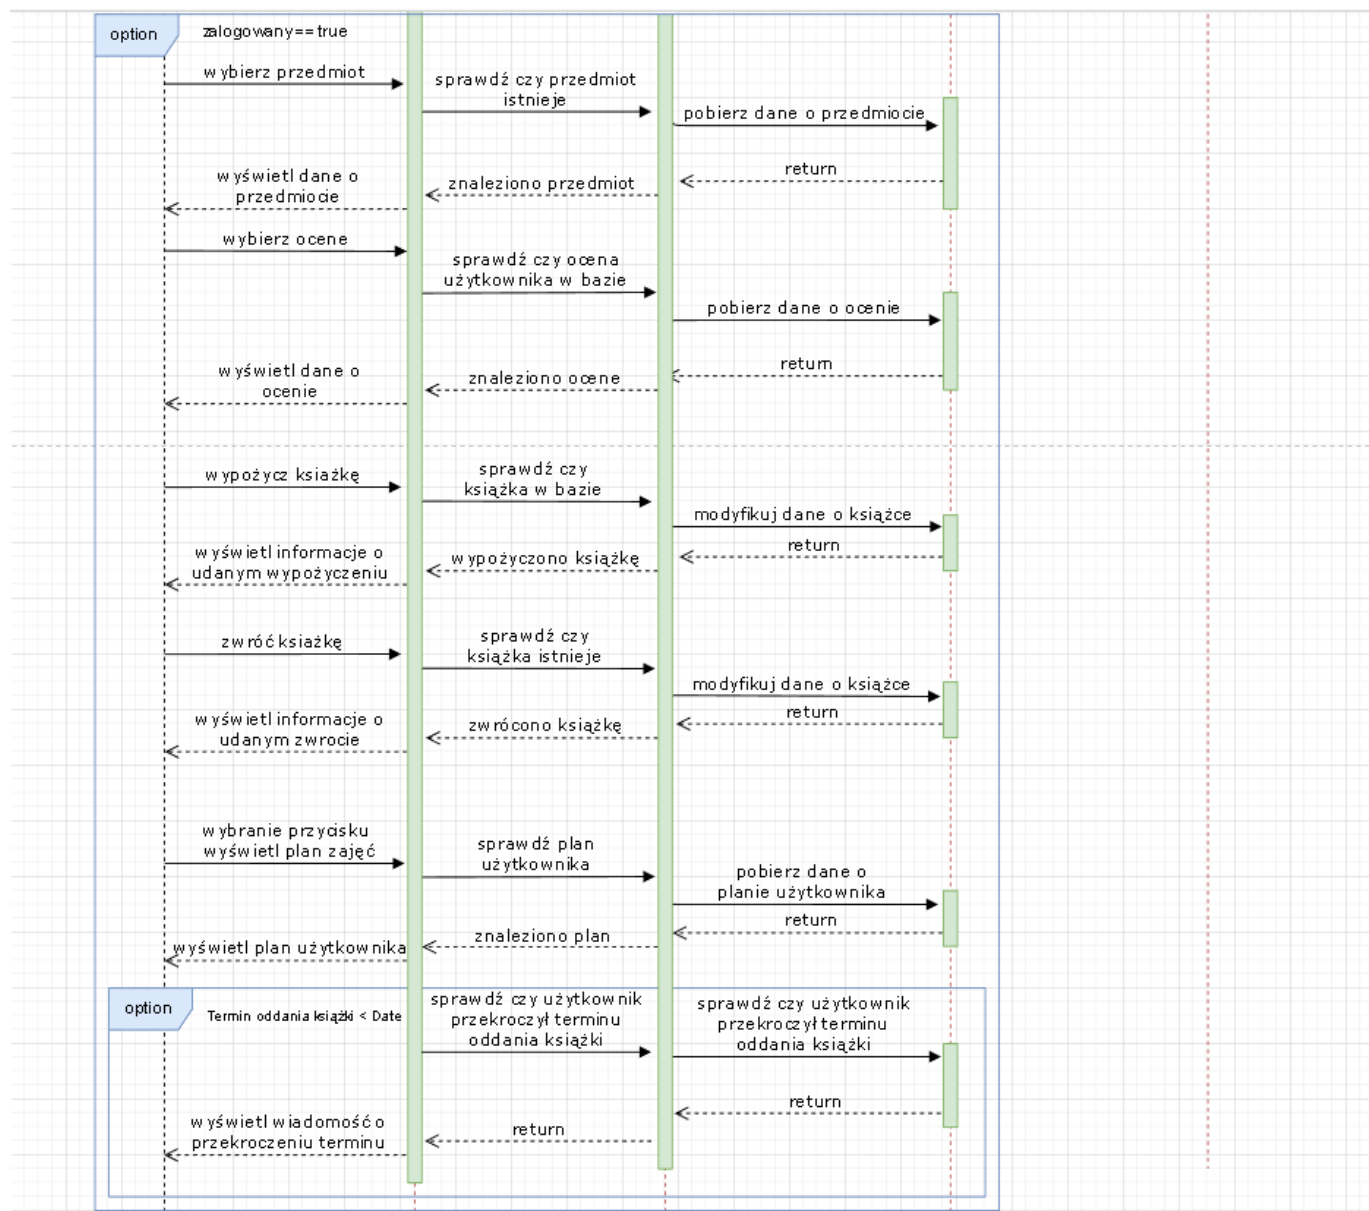 option
zalogowany==true
wybierz przedmiot
sprawdź czy przedmiot
istnieje
pobierz dane o przedmiocie
return
znaleziono przedmiot
wyświetl dane o
przedmiocie
wybierz ocene
sprawdź czy ocena
użytkownika w bazie
pobierz dane o ocenie
return
znaleziono ocene
wyświetl dane o
ocenie
wypożycz ksiażkę
sprawdź czy
książka w bazie
modyfikuj dane o książce
return
wypożyczono książkę
wyświetl informacje o
udanym wypożyczeniu
zwróć ksiażkę
sprawdź czy
książka istnieje
modyfikuj dane o książce
return
zwrócono książkę
wyświetl informacje o
udanym zwrocie
wybranie przycisku
wyświetl plan zajęć
sprawdź plan
użytkownika
pobierz dane o
planie użytkownika
return
znaleziono plan
wyświetl plan użytkownika
option
Termin oddania książki < Date
sprawdź czy użytkownik
przekroczył terminu
oddania książki
sprawdź czy użytkownik
przekroczył terminu
oddania książki
return
return
wyświetl wiadomość o
przekroczeniu terminu